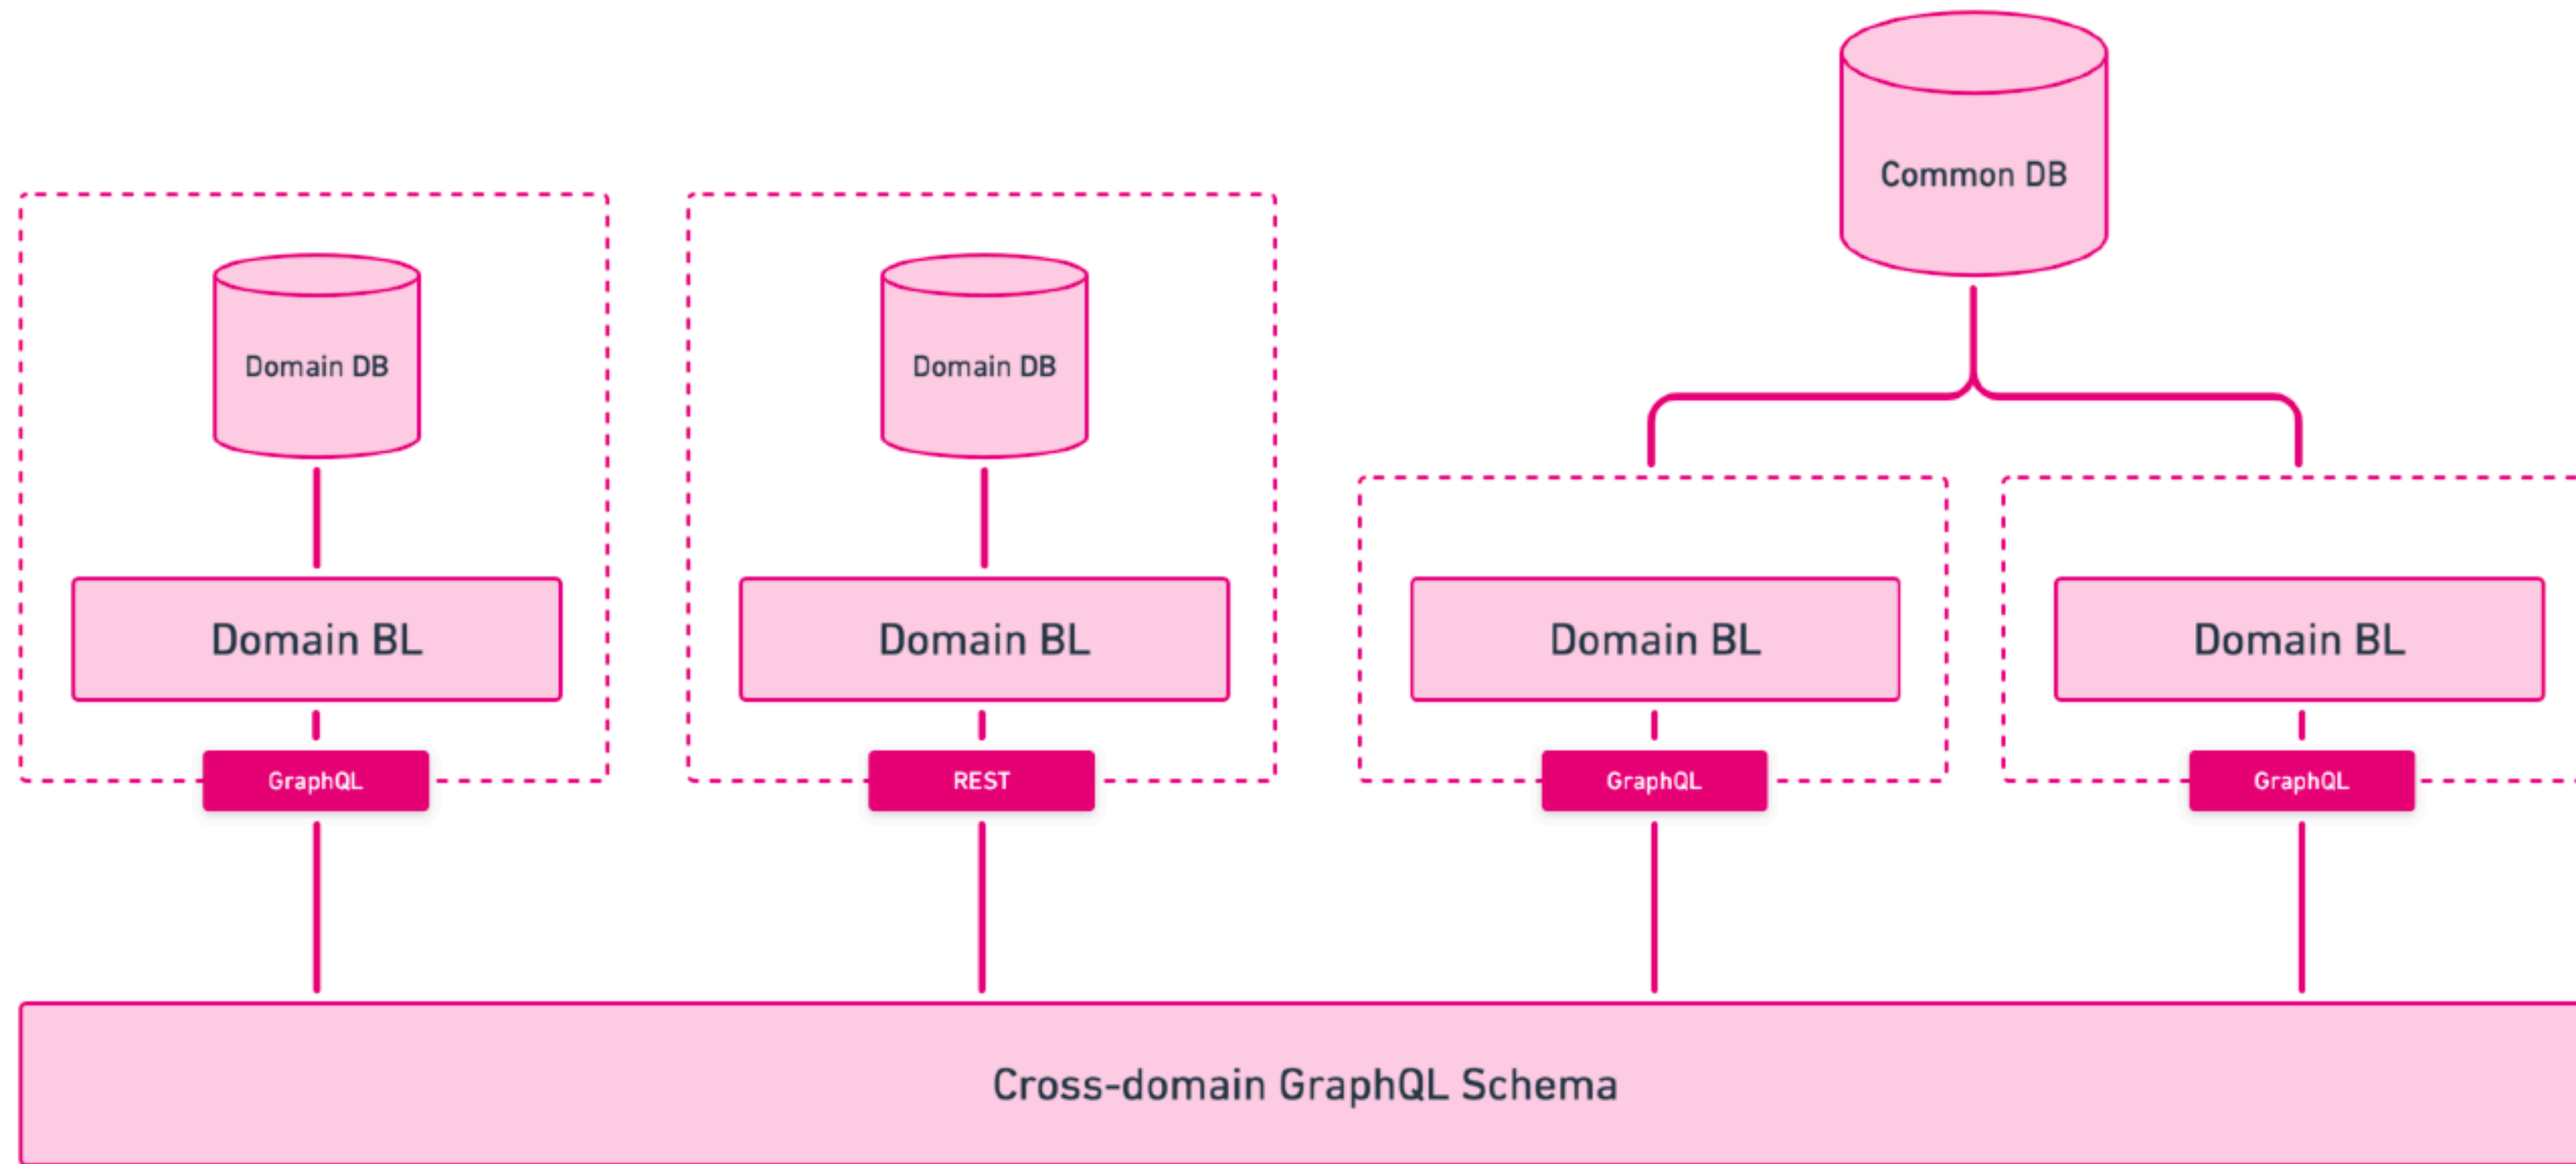 Common DB
Domain DB
Domain DB
Domain BL
Domain BL
Domain BL
Domain BL
GraphQL
REST
GraphQL
GraphQL
Cross-domain GraphQL Schema